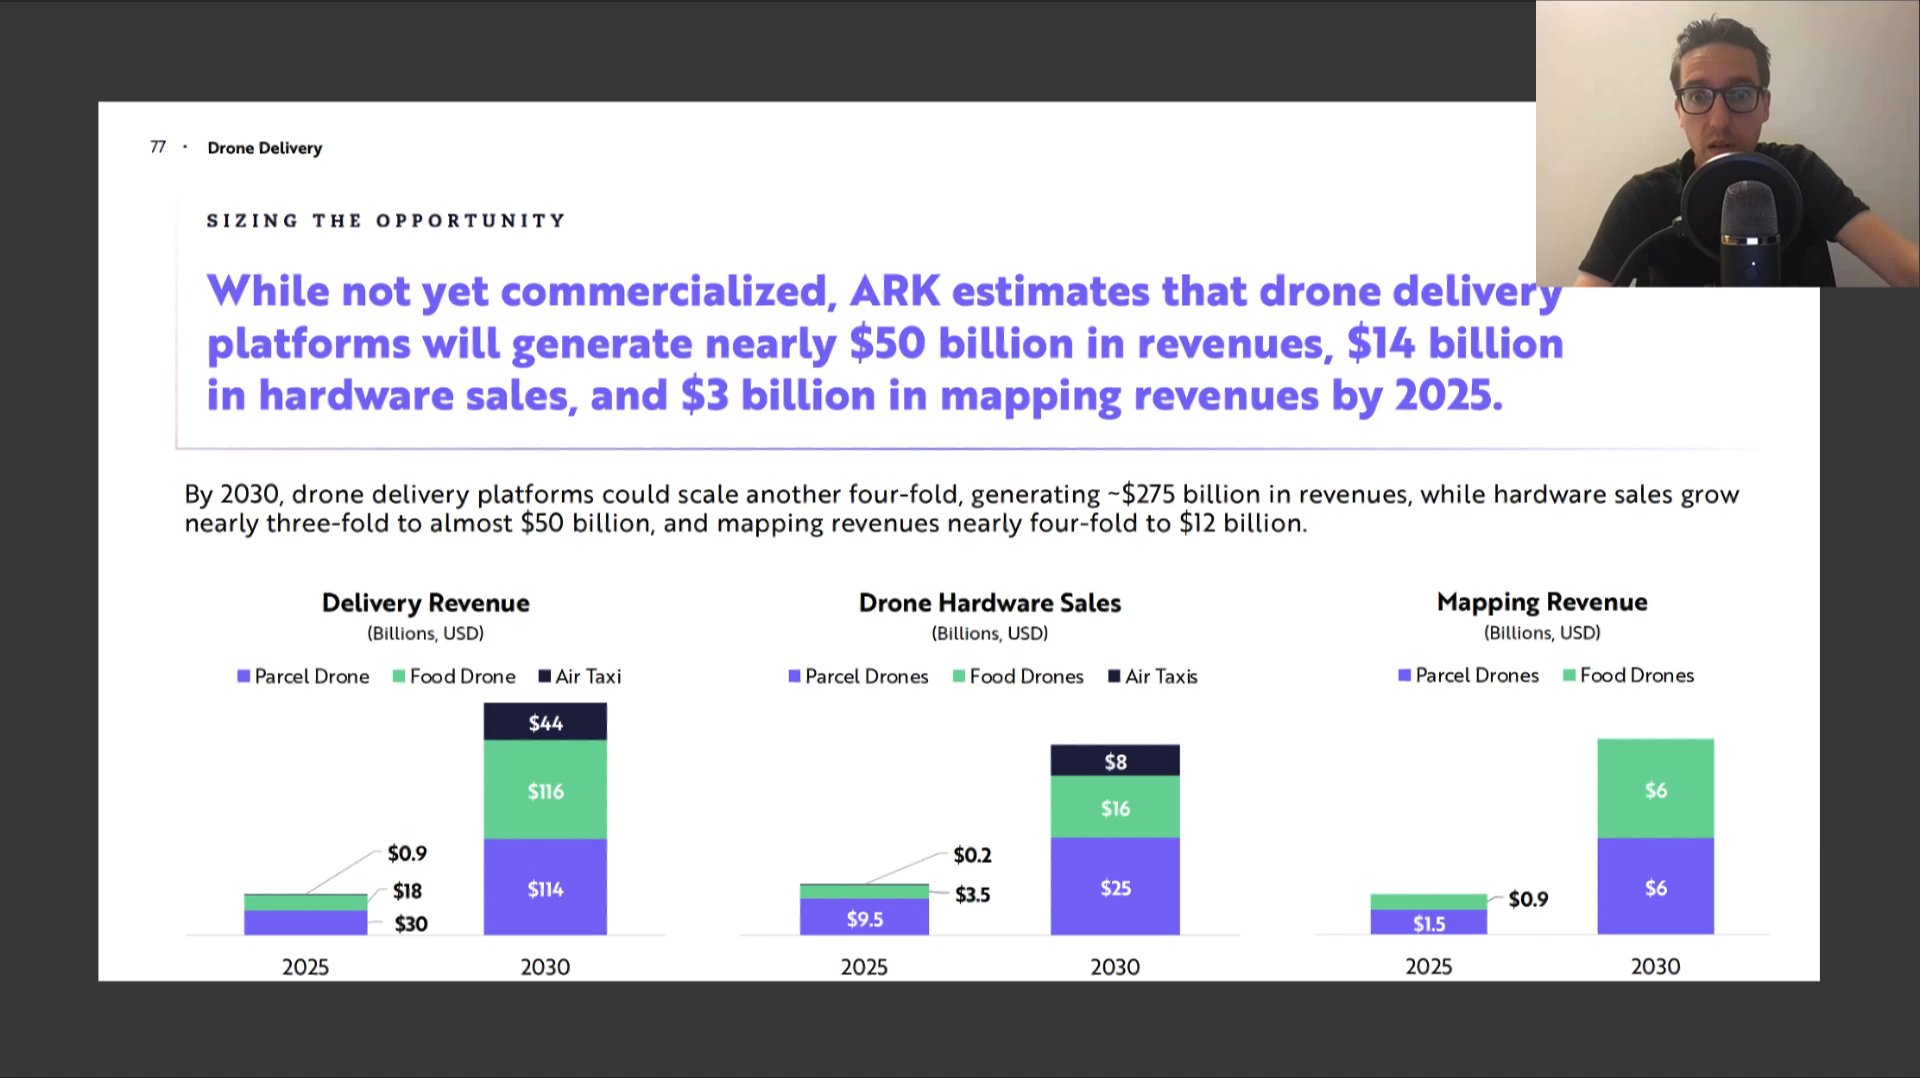 77 · Drone Delivery
SIZING THE OPPORTUNITY
While not yet commercialized, ARK estimates that drone delivery
platforms will generate nearly $50 billion in revenues, $14 billion
in hardware sales, and $3 billion in mapping revenues by 2025.
By 2030, drone delivery platforms could scale another four-fold, generating ~$275 billion in revenues, while hardware sales grow
nearly three-fold to almost $50 billion, and mapping revenues nearly four-fold to $12 billion.
Delivery Revenue
(Billions, USD)
Parcel Drone Food Drone Air Taxi
$44
$116
$114
$0.9
$18
$30
2025 2030
Drone Hardware Sales
(Billions, USD)
Parcel Drones Food Drones Air Taxis
$8
$16
$25
$0.2
$3.5
$9.5
2025 2030
Mapping Revenue
(Billions, USD)
Parcel Drones Food Drones
$6
$6
$0.9
$1.5
2025 2030